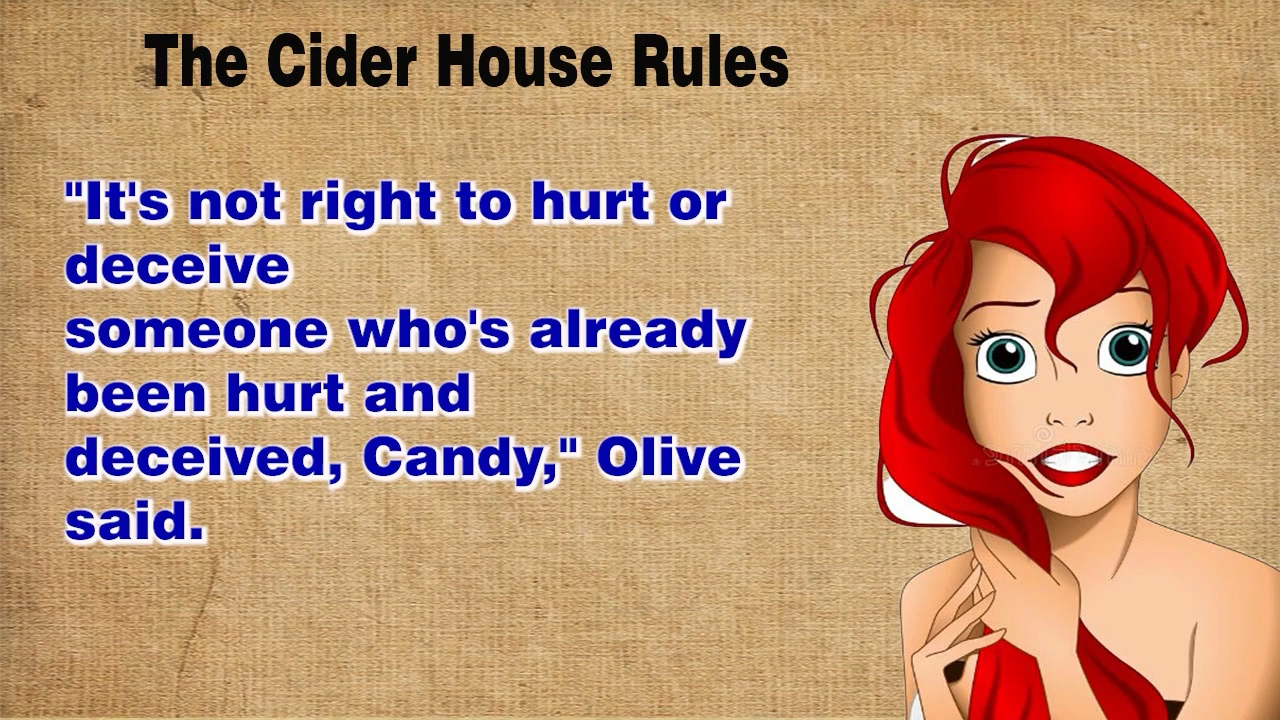 The Cider House Rules
"It's not right to hurt or
deceive
someone who's already
been hurt and
deceived, Candy," Olive
said.